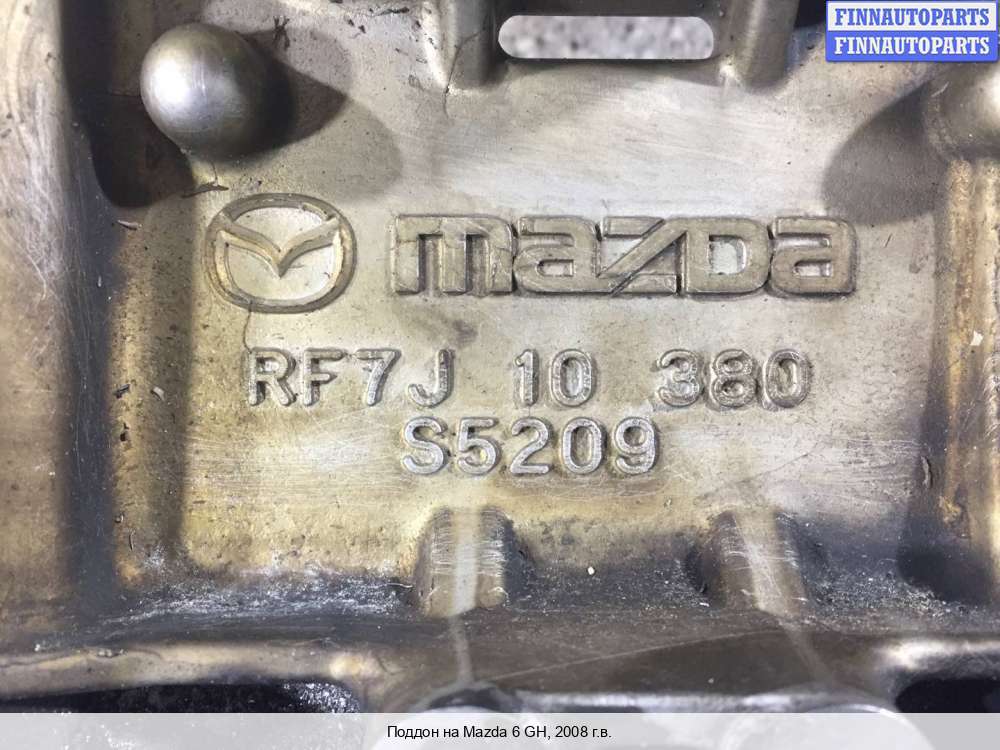 FINNAUTOPARTS
FINNAUTOPARTS
mazda
RF7J 10 380
S5209
Поддон на Mazda 6 GH, 2008 г.в.